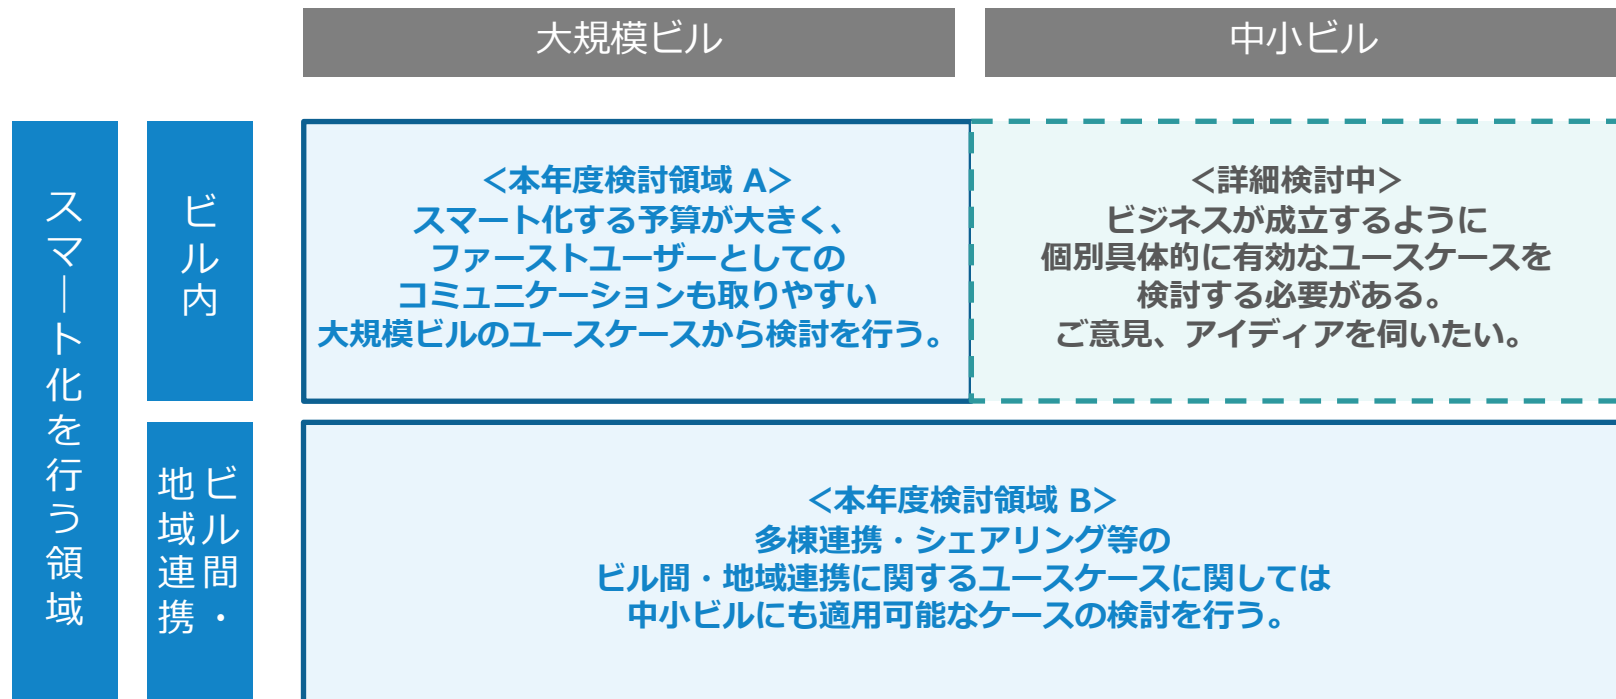 大規模ビル
中小ビル
スマート化を行う領域
ビル内
<本年度検討領域 A>
スマート化する予算が大きく、
ファーストユーザーとしての
コミュニケーションも取りやすい
大規模ビルのユースケースから検討を行う。
<詳細検討中>
ビジネスが成立するように
個別具体的に有効なユースケースを
検討する必要がある。
ご意見、アイディアを伺いたい。
ビル間・
地域連携
<本年度検討領域 B>
多棟連携・シェアリング等の
ビル間・地域連携に関するユースケースに関しては
中小ビルにも適用可能なケースの検討を行う。